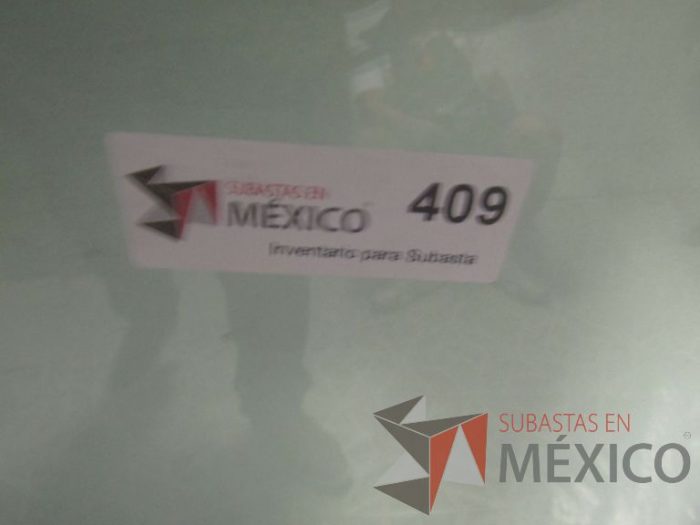 SUBASTAS EN
MÉXICO
409
Inventario para Subasta
SUBASTAS EN
MÉXICO®